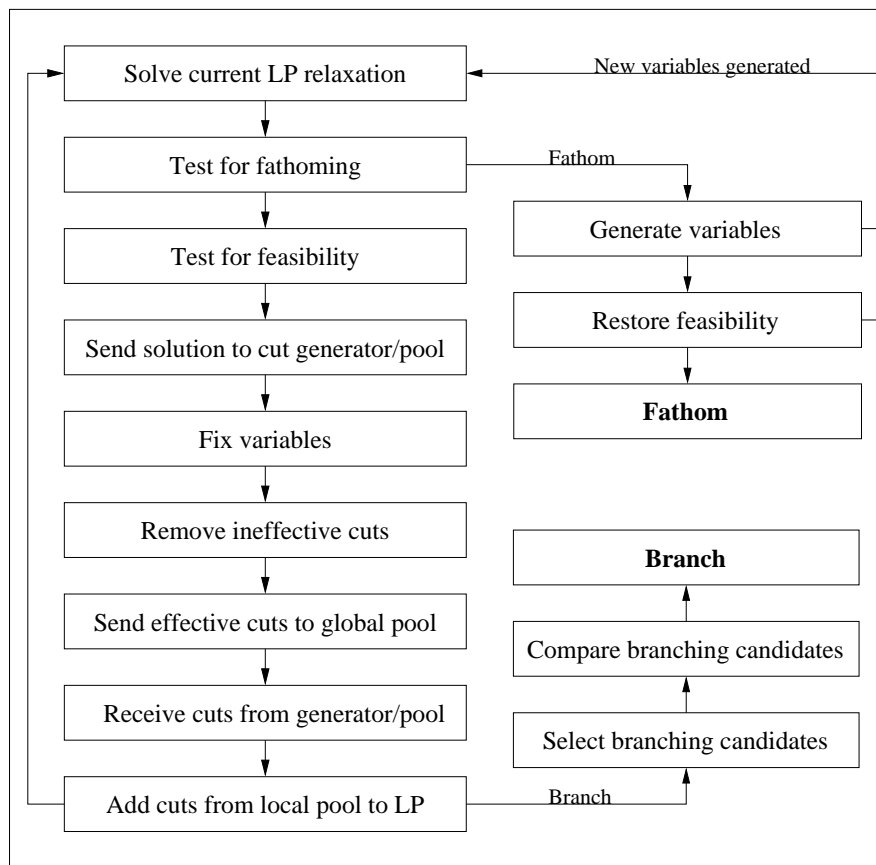 Solve current LP relaxation
New variables generated
Test for fathoming
Fathom
Generate variables
Test for feasibility
Restore feasibility
Send solution to cut generator/pool
Fathom
Fix variables
Remove ineffective cuts
Branch
Send effective cuts to global pool
Compare branching candidates
Receive cuts from generator/pool
Select branching candidates
Add cuts from local pool to LP
Branch